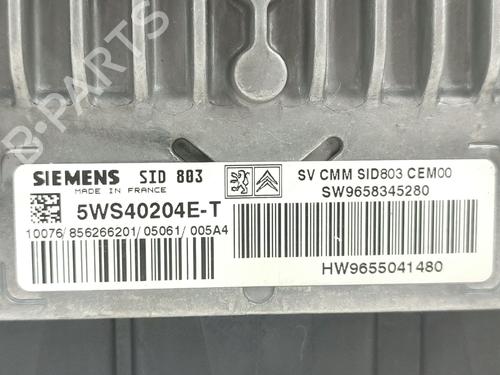 B-PARTS
SIEMENS SID 803
MADE IN FRANCE
5WS40204E-T
10076/856266201/05061/005A4
SV CMM SID803 CEM00
SW9658345280
HW9655041480